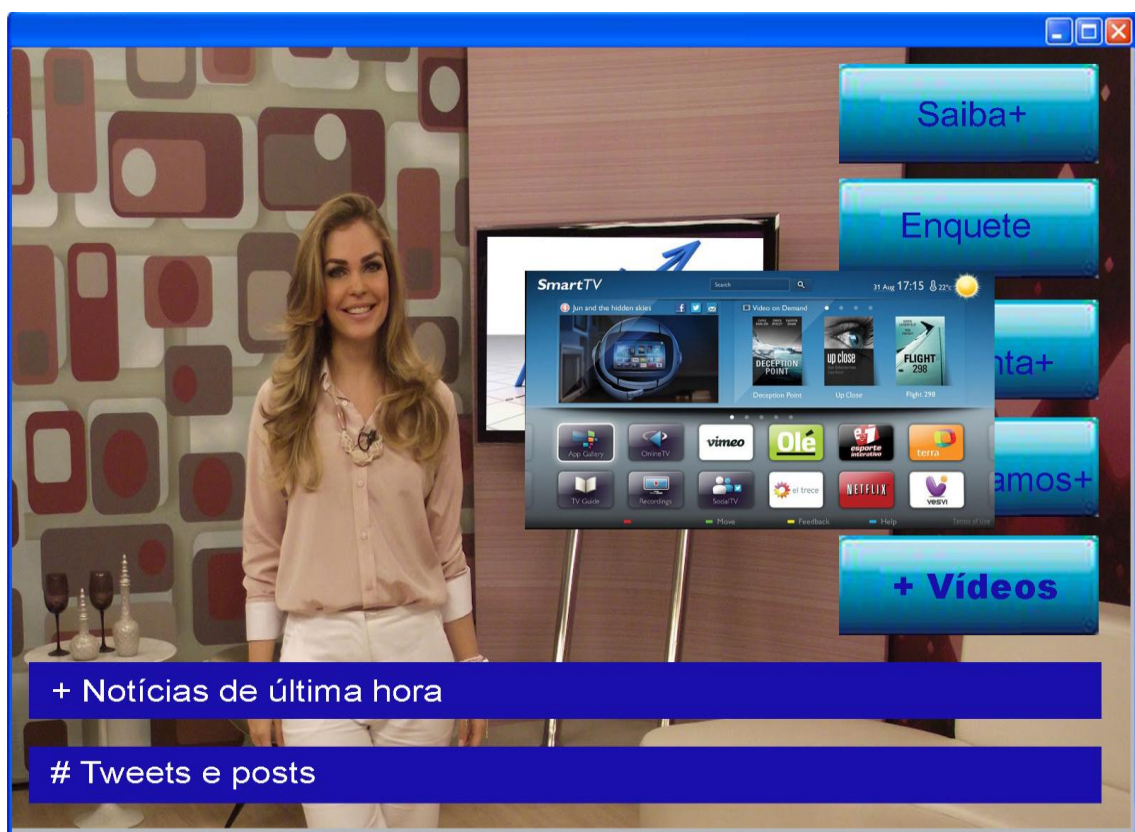 Saiba+
Enquete
SmartTV
Search
31 Aug 17:15 22°c
Jun and the hidden skies
Video on Demand
DECEPTION
POINT
up close
FLIGHT
298
Deception Point
Up Close
Flight 298
nta+
App Gallery
OnlineTV
vimeo
Olé
esporte
interativo
terra
TV Guide
Recordings
SocialTV
el trece
NETFLIX
vesvi
amos+
Move
Feedback
Help
Terms of Use
+ Vídeos
+ Notícias de última hora
# Tweets e posts